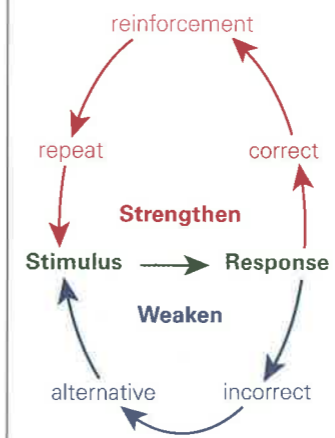 reinforcement
repeat correct
Strengthen
Stimulus Response
Weaken
alternative incorrect